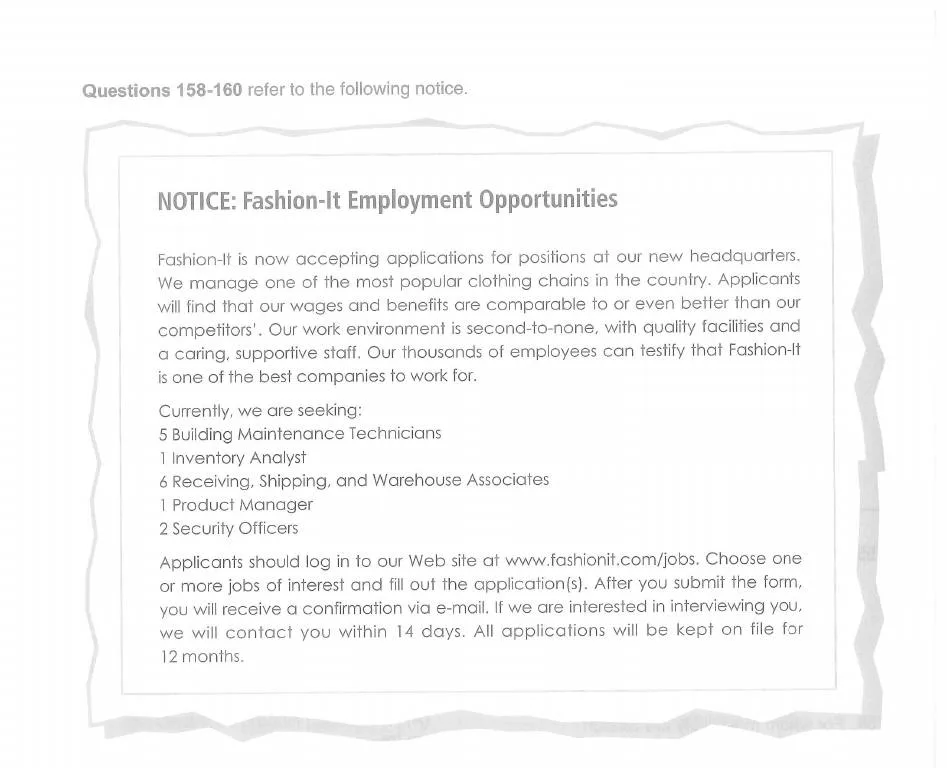 Questions 158-160 refer to the following notice.
NOTICE: Fashion-It Employment Opportunities
Fashion-It is now accepting applications for positions at our new headquarters.
We manage one of the most popular clothing chains in the country. Applicants
will find that our wages and benefits are comparable to or even better than our
competitors'. Our work environment is second-to-none, with quality facilities and
a caring, supportive staff. Our thousands of employees can testify that Fashion-It
is one of the best companies to work for.
Currently, we are seeking:
5 Building Maintenance Technicians
1 Inventory Analyst
6 Receiving, Shipping, and Warehouse Associates
1 Product Manager
2 Security Officers
Applicants should log in to our Web site at www.fashionit.com/jobs. Choose one
or more jobs of interest and fill out the application(s). After you submit the form,
you will receive a confirmation via e-mail. If we are interested in interviewing you,
we will contact you within 14 days. All applications will be kept on file for
12 months.